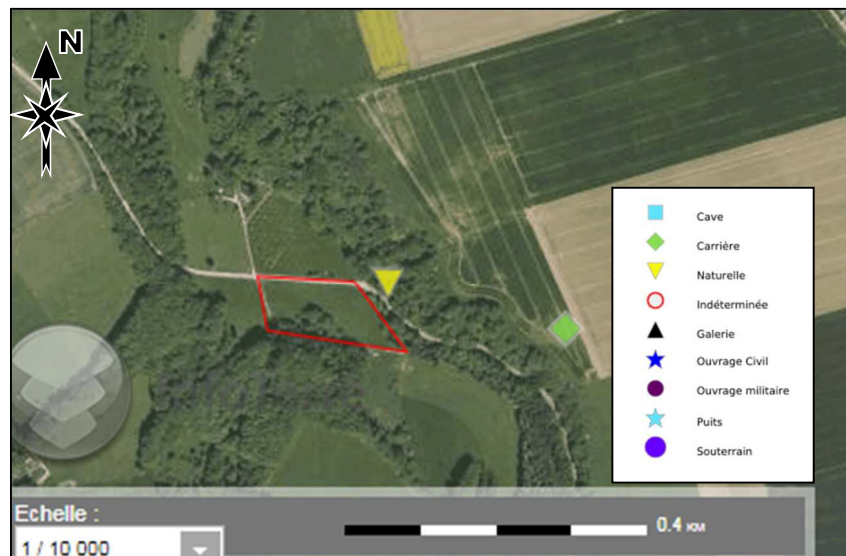 N
Cave
Carrière
Naturelle
Indéterminée
Galerie
Ouvrage Civil
Ouvrage militaire
Puits
Souterrain
Echelle :
0.4 KM
1 / 10 000